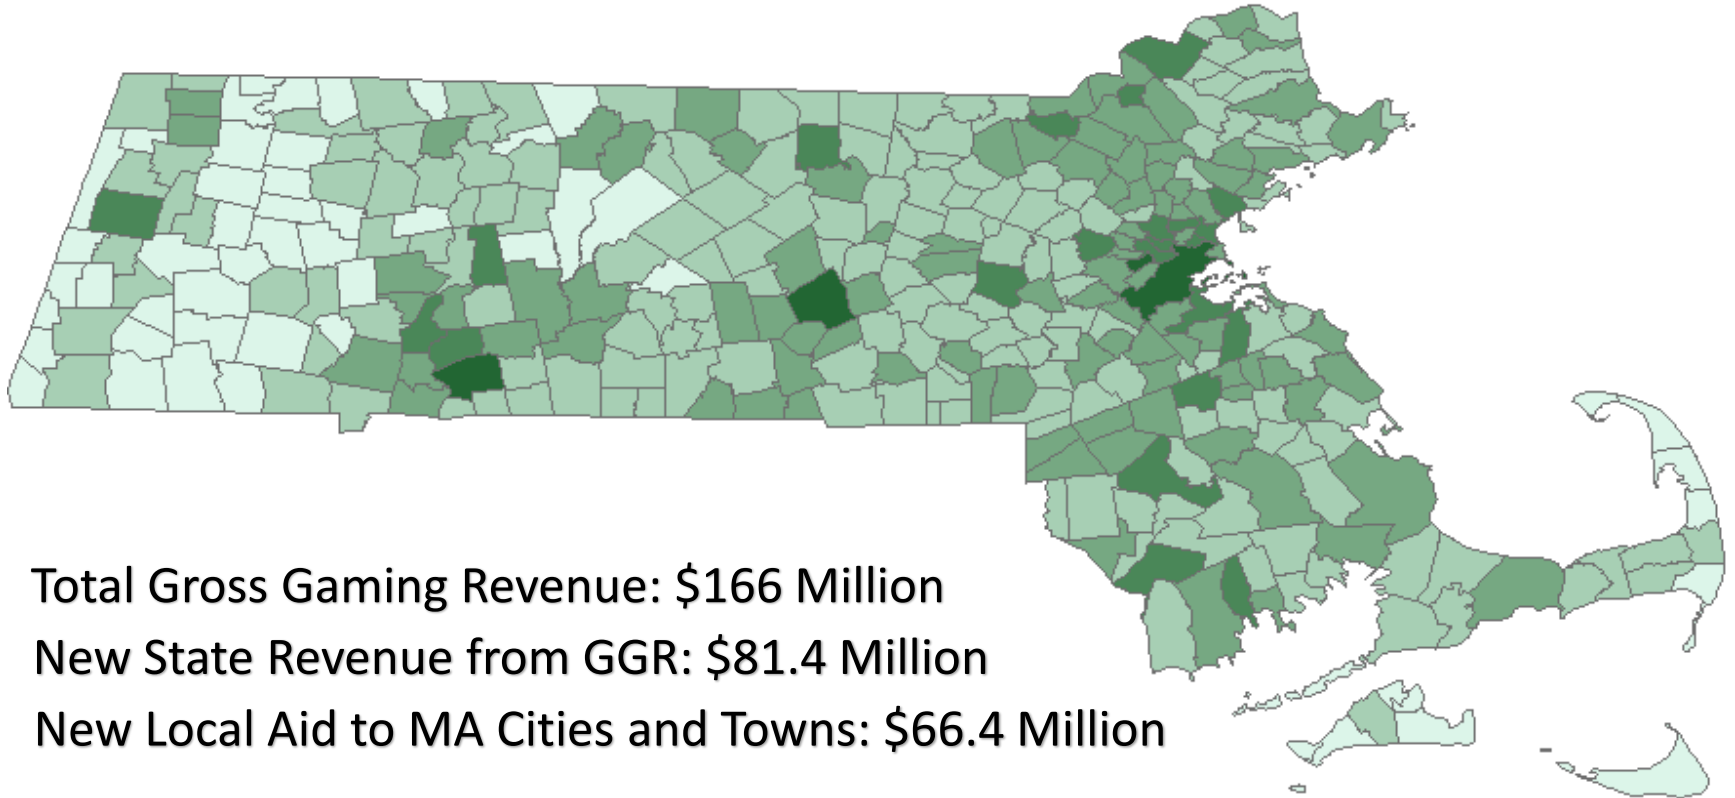 Total Gross Gaming Revenue: $166 Million
New State Revenue from GGR: $81.4 Million
New Local Aid to MA Cities and Towns: $66.4 Million